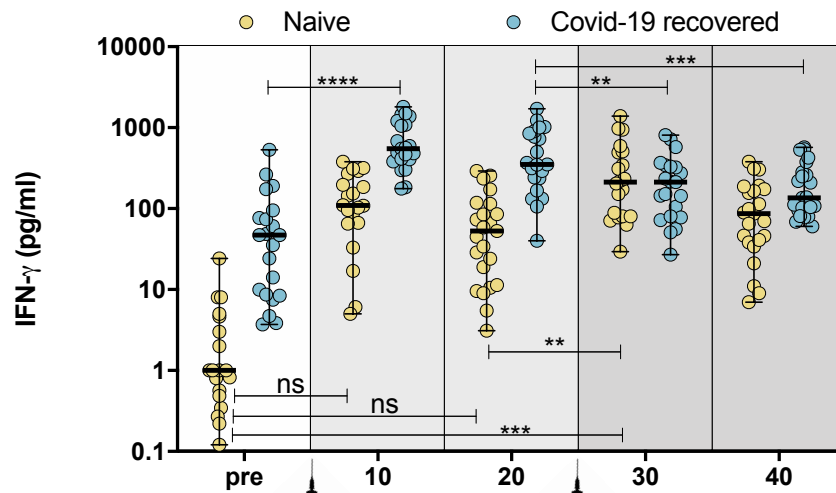 Naive Covid-19 recovered
10000
1000
100
10
1
0.1
IFN-γ (pg/ml)
****
***
**
**
ns
ns
***
pre 10 20 30 40